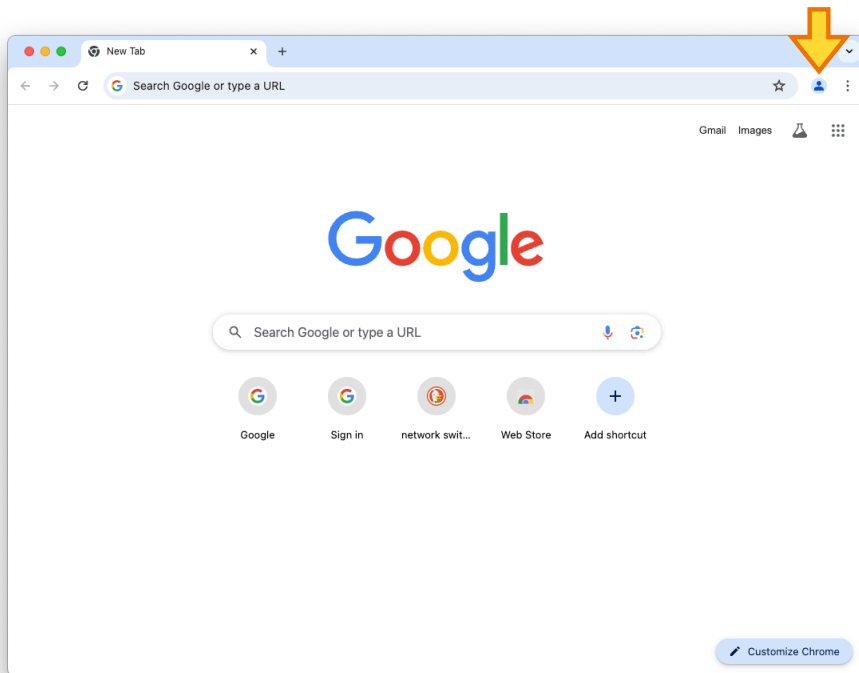 New Tab
Search Google or type a URL
Gmail Images
Google
Search Google or type a URL
Google Sign in network swit... Web Store Add shortcut
Customize Chrome